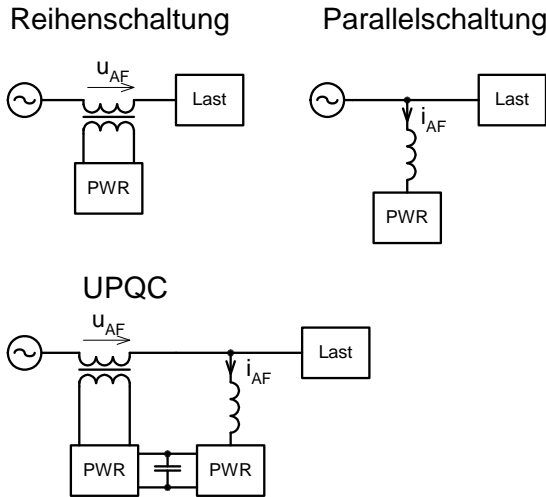 Reihenschaltung
Parallelschaltung
u_AF
Last
PWR
Last
i_AF
PWR
UPQC
u_AF
Last
i_AF
PWR
PWR